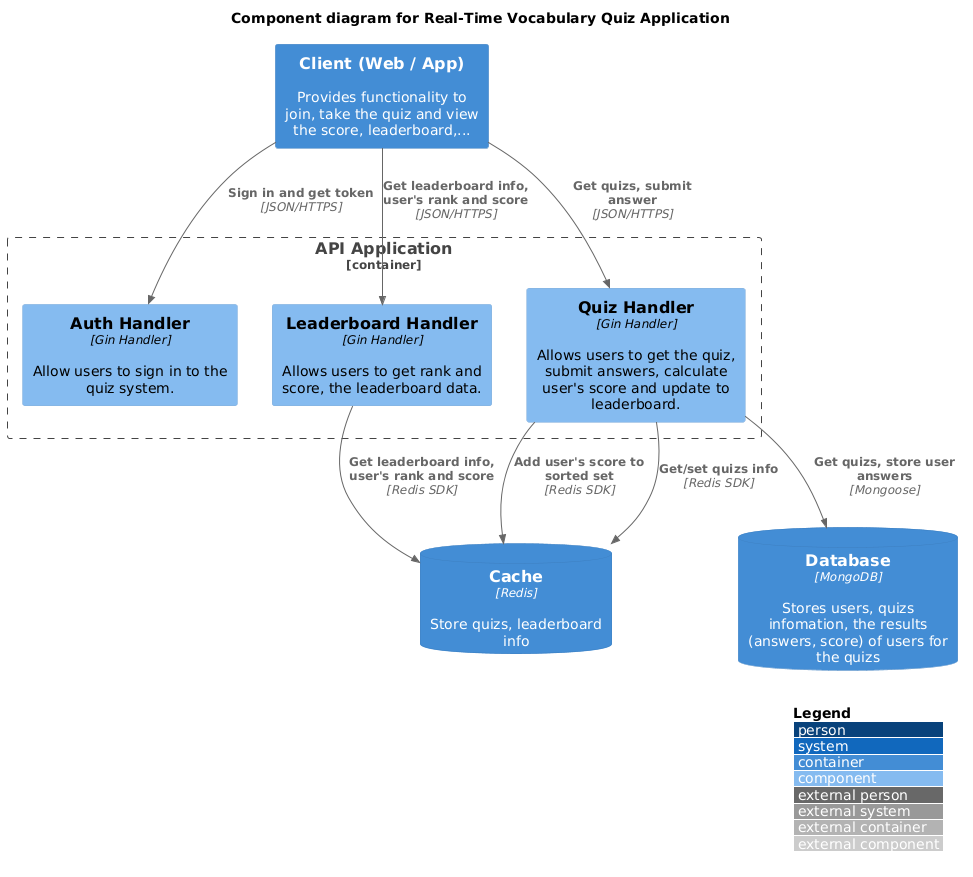 Component diagram for Real-Time Vocabulary Quiz Application
Client (Web / App)
Provides functionality to
join, take the quiz and view
the score, leaderboard,...
Sign in and get token
[JSON/HTTPS]
Get leaderboard info,
user's rank and score
[JSON/HTTPS]
Get quizs, submit
answer
[JSON/HTTPS]
API Application
[container]
Auth Handler
[Gin Handler]
Allow users to sign in to the
quiz system.
Leaderboard Handler
[Gin Handler]
Allows users to get rank and
score, the leaderboard data.
Quiz Handler
[Gin Handler]
Allows users to get the quiz,
submit answers, calculate
user's score and update to
leaderboard.
Get leaderboard info,
user's rank and score
[Redis SDK]
Add user's score to
sorted set
[Redis SDK]
Get/set quizs info
[Redis SDK]
Get quizs, store user
answers
[Mongoose]
Cache
[Redis]
Store quizs, leaderboard
info
Database
[MongoDB]
Stores users, quizs
infomation, the results
(answers, score) of users for
the quizs
Legend
person
system
container
component
external person
external system
external container
external component